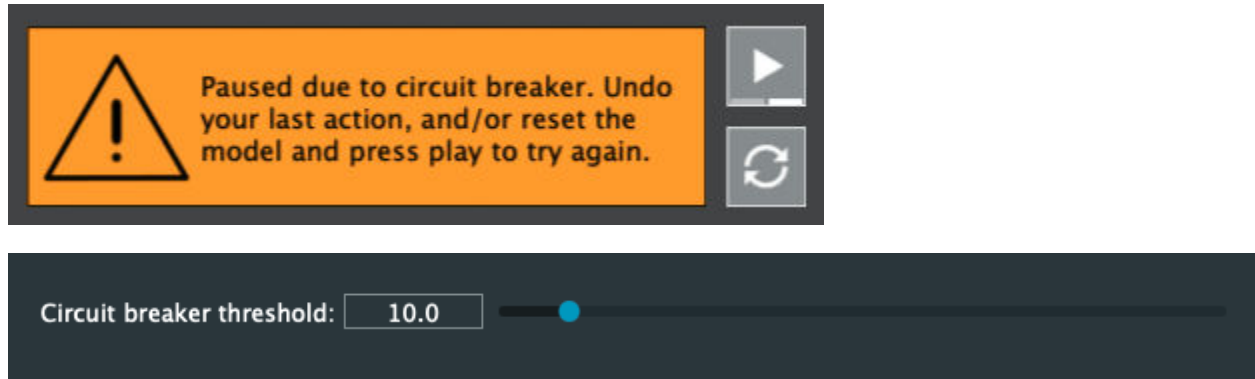 Paused due to circuit breaker. Undo
your last action, and/or reset the
model and press play to try again.
Circuit breaker threshold: 10.0